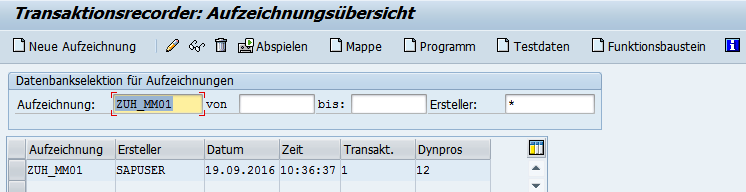 Transaktionsrecorder: Aufzeichnungsübersicht
Neue Aufzeichnung Abspielen Mappe Programm Testdaten Funktionsbaustein
Datenbankselektion für Aufzeichnungen
Aufzeichnung: ZUH_MM01 von bis: Ersteller: *
Aufzeichnung Ersteller Datum Zeit Transakt. Dynpros
ZUH_MM01 SAPUSER 19.09.2016 10:36:37 1 12